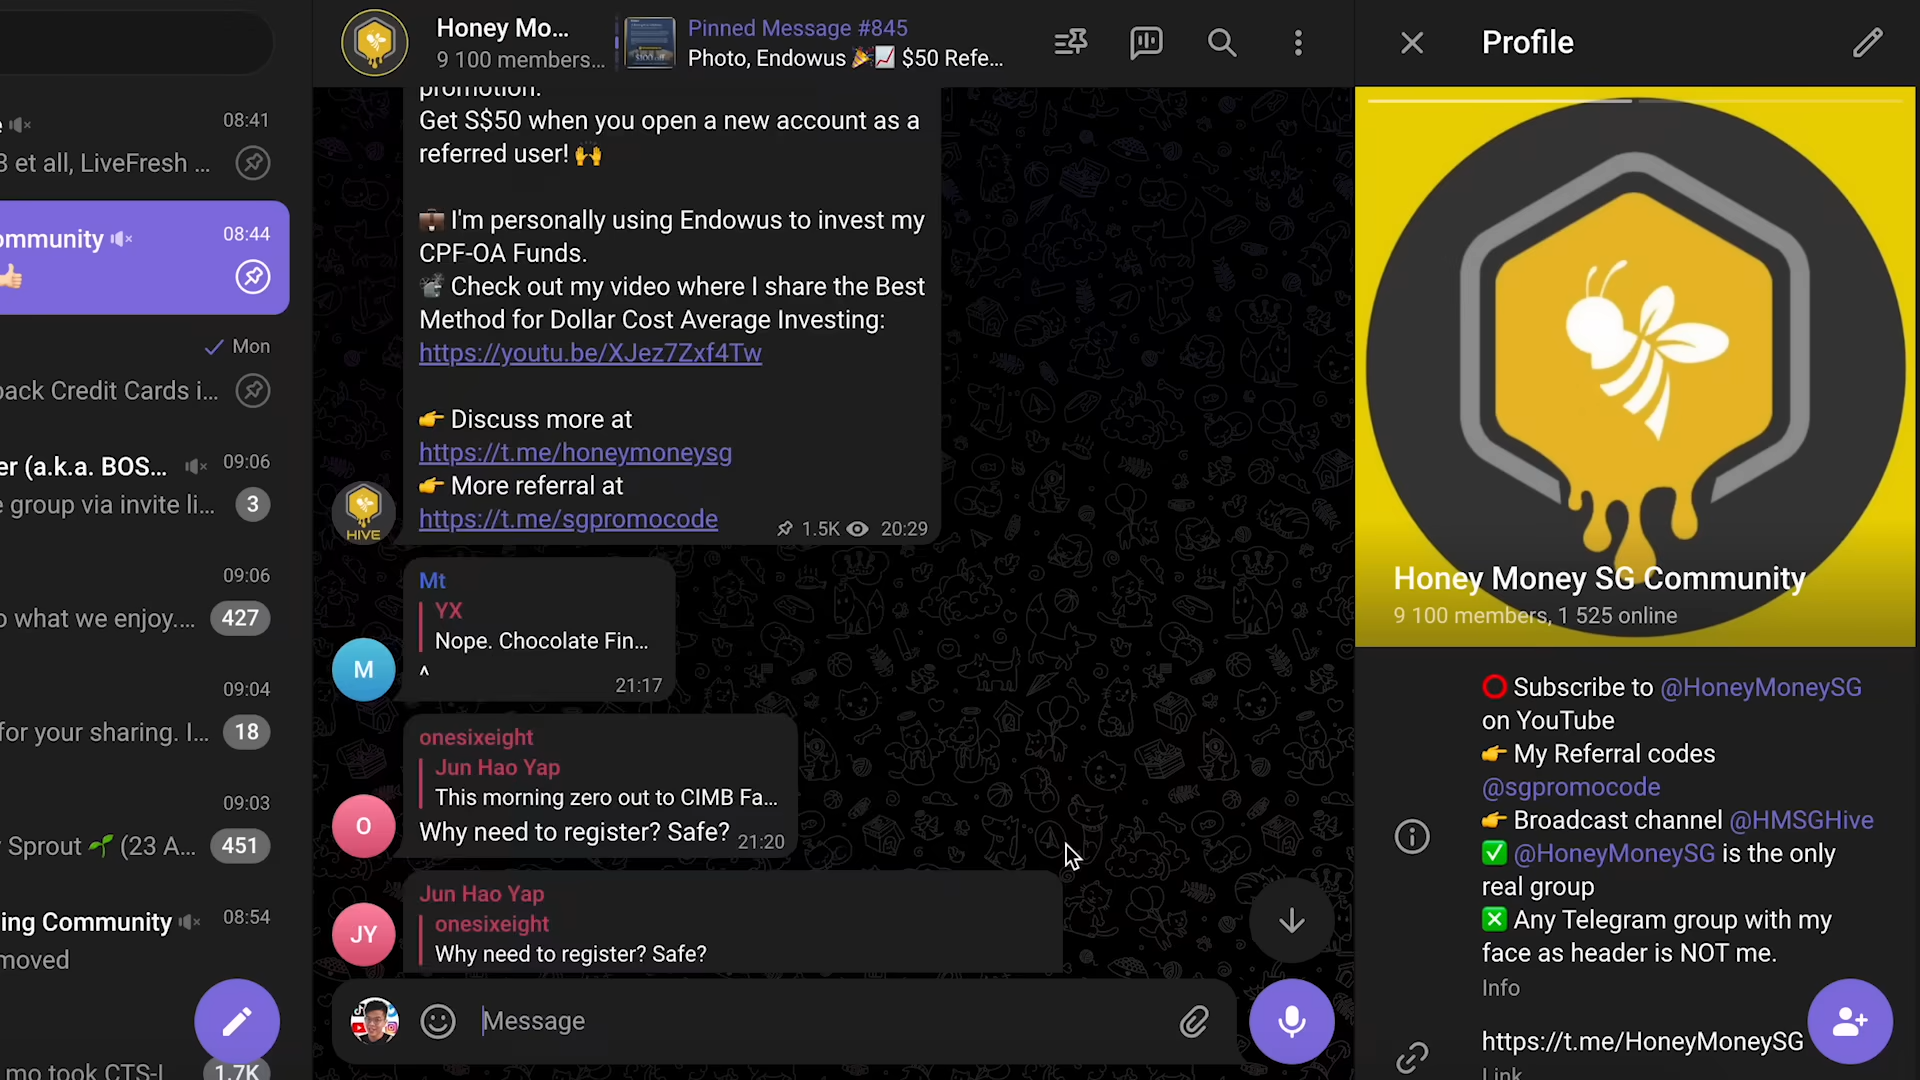 08:41
3 et all, LiveFresh ...
ommunity
08:44
Mon
back Credit Cards i...
er (a.k.a. BOS...
09:06
e group via invite li...
3
09:06
o what we enjoy....
427
09:04
for your sharing. I...
18
09:03
y Sprout 🌱 (23 A...
451
ing Community
08:54
moved
mo took CTS-I
1.7K
Honey Mo...
9 100 members...
Pinned Message #845
Photo, Endowus 🎉📈 $50 Refe...
promotion.
Get S$50 when you open a new account as a
referred user! 🙌
💼 I'm personally using Endowus to invest my
CPF-OA Funds.
📽 Check out my video where I share the Best
Method for Dollar Cost Average Investing:
https://youtu.be/XJez7Zxf4Tw
👉 Discuss more at
https://t.me/honeymoneysg
👉 More referral at
https://t.me/sgpromocode
1.5K
20:29
HIVE
Mt
YX
Nope. Chocolate Fin...
^
21:17
M
onesixeight
Jun Hao Yap
This morning zero out to CIMB Fa...
Why need to register? Safe?
21:20
O
Jun Hao Yap
onesixeight
Why need to register? Safe?
JY
Message
Profile
Honey Money SG Community
9 100 members, 1 525 online
⭕ Subscribe to @HoneyMoneySG
on YouTube
👉 My Referral codes
@sgpromocode
👉 Broadcast channel @HMSGHive
✅ @HoneyMoneySG is the only
real group
❎ Any Telegram group with my
face as header is NOT me.
Info
https://t.me/HoneyMoneySG
Link